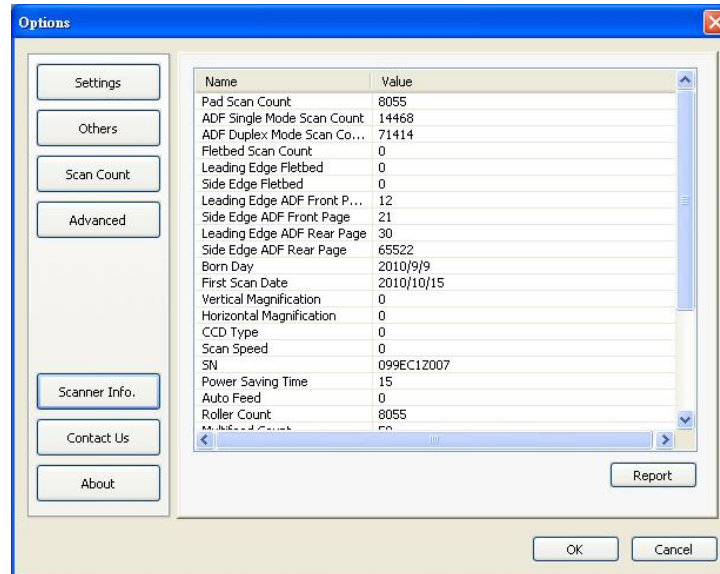 Options
Settings
Others
Scan Count
Advanced
Scanner Info.
Contact Us
About
Name Value
Pad Scan Count 8055
ADF Single Mode Scan Count 14468
ADF Duplex Mode Scan Co... 71414
Fletbed Scan Count 0
Leading Edge Fletbed 0
Side Edge Fletbed 0
Leading Edge ADF Front P... 12
Side Edge ADF Front Page 21
Leading Edge ADF Rear Page 30
Side Edge ADF Rear Page 65522
Born Day 2010/9/9
First Scan Date 2010/10/15
Vertical Magnification 0
Horizontal Magnification 0
CCD Type 0
Scan Speed 0
SN 099EC1Z007
Power Saving Time 15
Auto Feed 0
Roller Count 8055
Multifeed Count
Report
OK Cancel